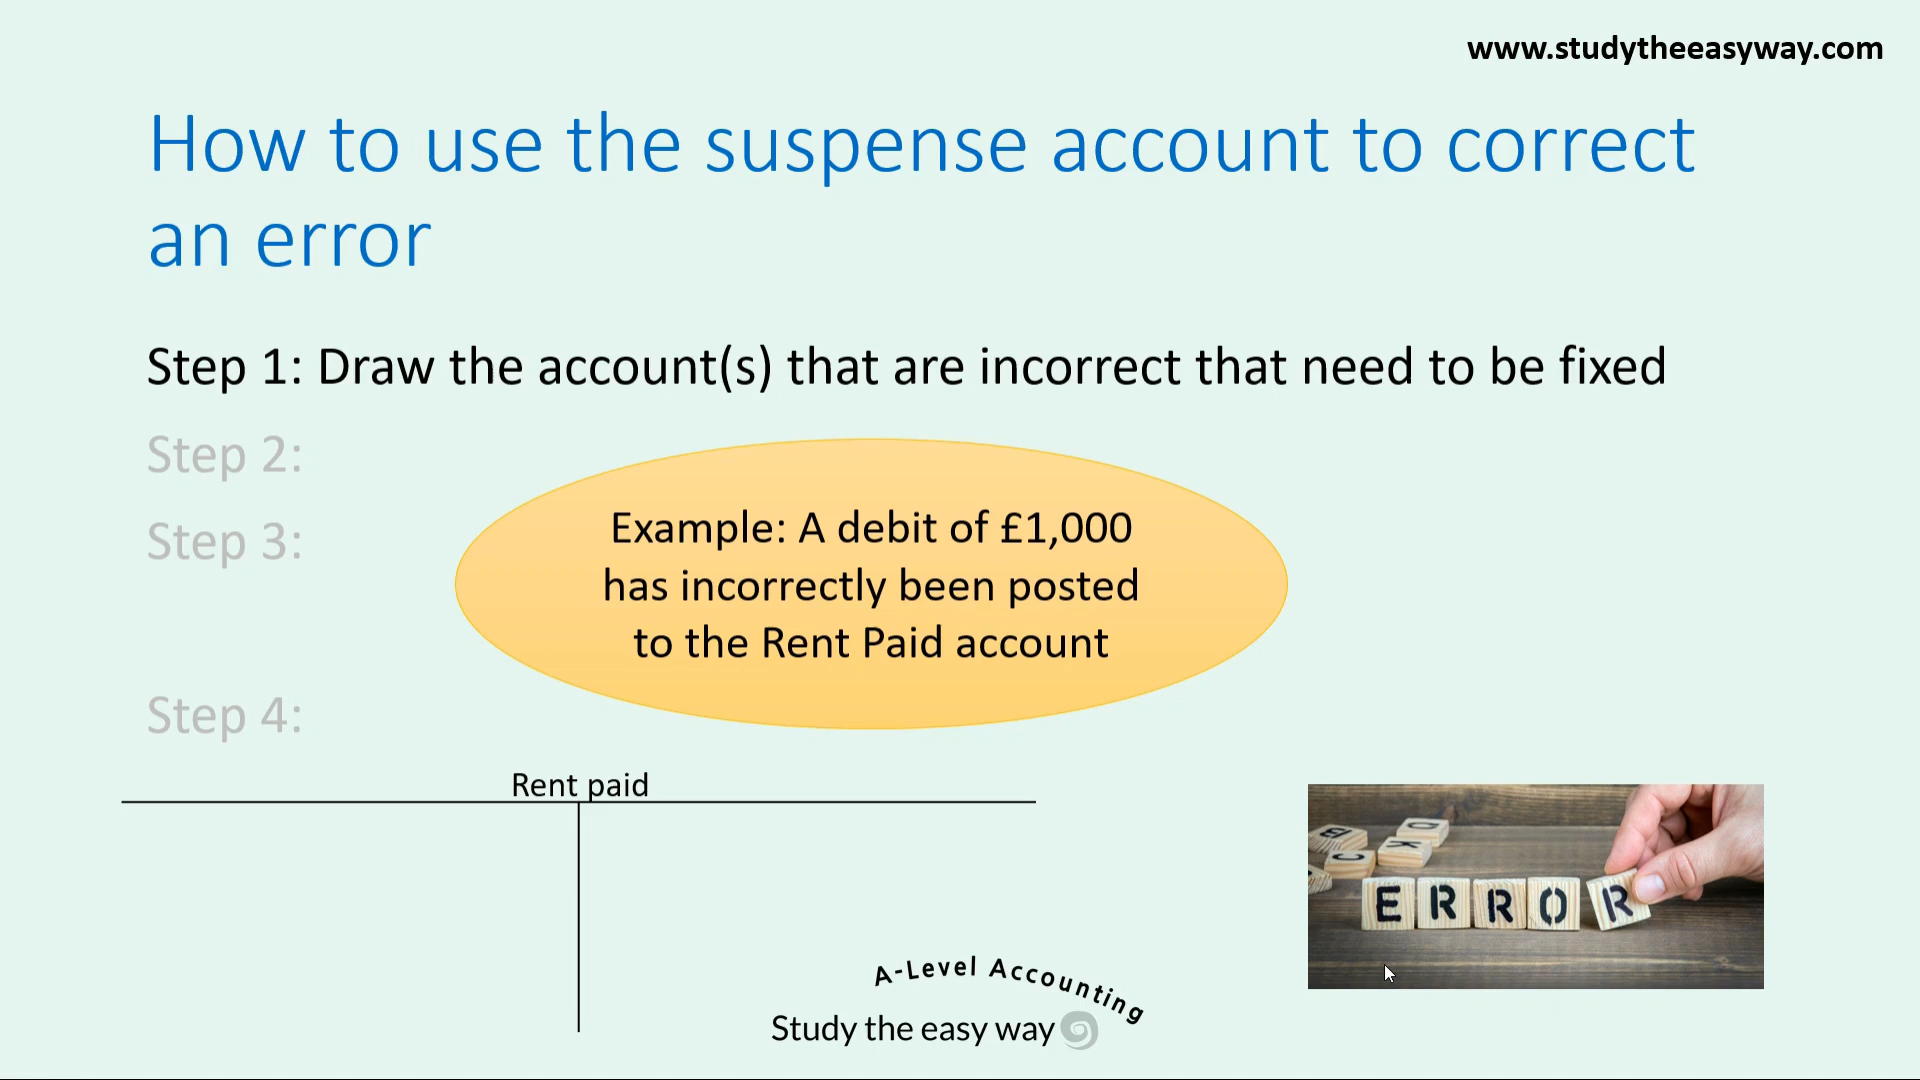 www.studytheeasyway.com
How to use the suspense account to correct
an error
Step 1: Draw the account(s) that are incorrect that need to be fixed
Step 2:
Step 3:
Example: A debit of £1,000
has incorrectly been posted
to the Rent Paid account
Step 4:
Rent paid
ERROR
A-Level Accounting
Study the easy way